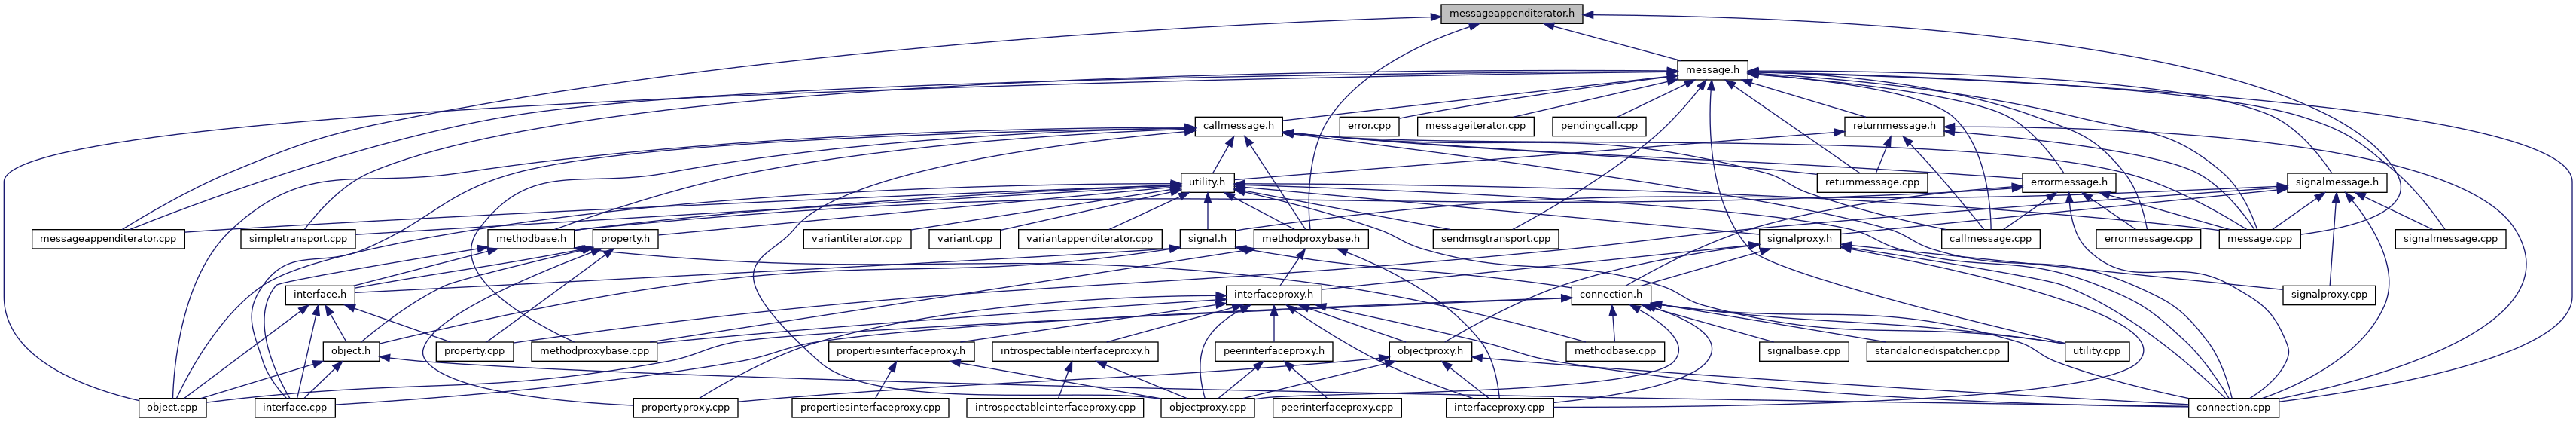 messageappenditerator.h
message.h
callmessage.h
error.cpp
messageiterator.cpp
pendingcall.cpp
returnmessage.h
utility.h
returnmessage.cpp
errormessage.h
signalmessage.h
messageappenditerator.cpp
simpletransport.cpp
methodbase.h
property.h
variantiterator.cpp
variant.cpp
variantappenditerator.cpp
signal.h
methodproxybase.h
sendmsgtransport.cpp
signalproxy.h
callmessage.cpp
errormessage.cpp
message.cpp
signalmessage.cpp
interface.h
interfaceproxy.h
connection.h
signalproxy.cpp
object.h
property.cpp
methodproxybase.cpp
propertiesinterfaceproxy.h
introspectableinterfaceproxy.h
peerinterfaceproxy.h
objectproxy.h
methodbase.cpp
signalbase.cpp
standalonedispatcher.cpp
utility.cpp
object.cpp
interface.cpp
propertyproxy.cpp
propertiesinterfaceproxy.cpp
introspectableinterfaceproxy.cpp
objectproxy.cpp
peerinterfaceproxy.cpp
interfaceproxy.cpp
connection.cpp